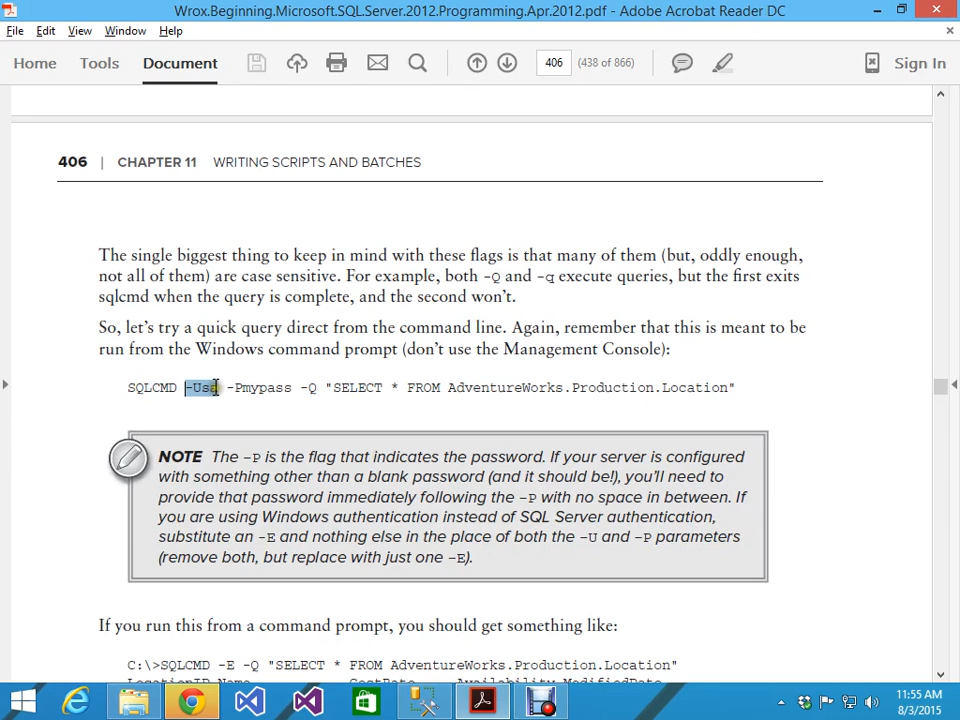 Wrox.Beginning.Microsoft.SQL.Server.2012.Programming.Apr.2012.pdf - Adobe Acrobat Reader DC
File Edit View Window Help
Home Tools Document 406 (438 of 866) Sign In
406 | CHAPTER 11 WRITING SCRIPTS AND BATCHES
The single biggest thing to keep in mind with these flags is that many of them (but, oddly enough,
not all of them) are case sensitive. For example, both -Q and -q execute queries, but the first exits
sqlcmd when the query is complete, and the second won't.
So, let's try a quick query direct from the command line. Again, remember that this is meant to be
run from the Windows command prompt (don't use the Management Console):
SQLCMD -Usa -Pmypass -Q "SELECT * FROM AdventureWorks.Production.Location"
NOTE The -P is the flag that indicates the password. If your server is configured
with something other than a blank password (and it should be!), you'll need to
provide that password immediately following the -P with no space in between. If
you are using Windows authentication instead of SQL Server authentication,
substitute an -E and nothing else in the place of both the -U and -P parameters
(remove both, but replace with just one -E).
If you run this from a command prompt, you should get something like:
C:\>SQLCMD -E -Q "SELECT * FROM AdventureWorks.Production.Location"
LocationID Name CostRate Availability ModifiedDate
11:55 AM
8/3/2015